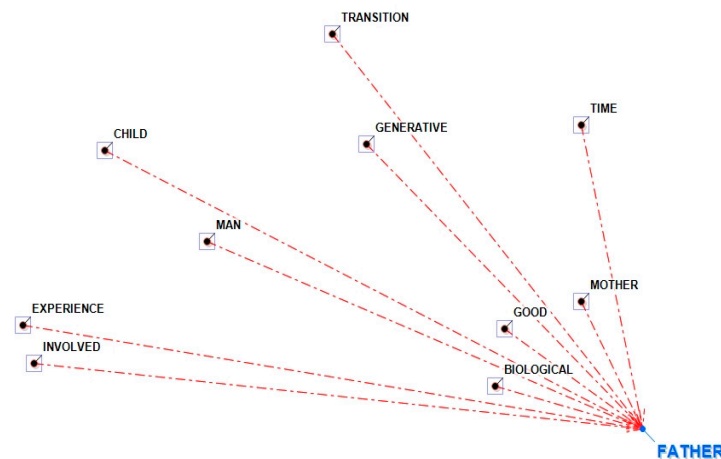 TRANSITION
TIME
GENERATIVE
CHILD
MAN
MOTHER
EXPERIENCE
GOOD
INVOLVED
BIOLOGICAL
FATHER